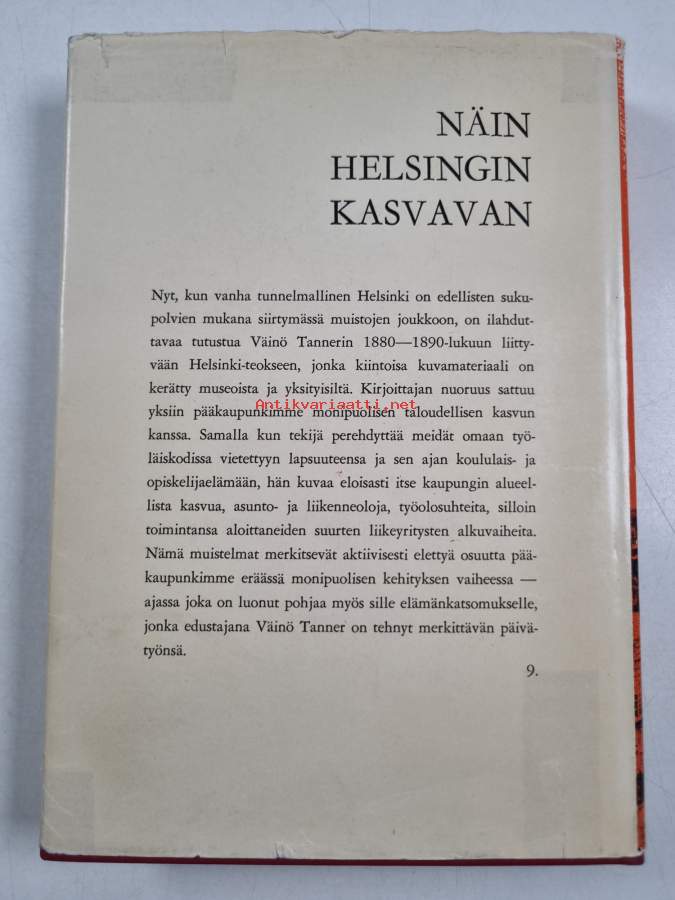 NÄIN
HELSINGIN
KASVAVAN
Nyt, kun vanha tunnelmallinen Helsinki on edellisten suku-
polvien mukana siirtymässä muistojen joukkoon, on ilahdut-
tavaa tutustua Väinö Tannerin 1880—1890-lukuun liitty-
vään Helsinki-teokseen, jonka kiintoisa kuvamateriaali on
kerätty museoista ja yksityisiltä. Kirjoittajan nuoruus sattuu
yksiin pääkaupunkimme monipuolisen taloudellisen kasvun
Antikvariaatti.net
kanssa. Samalla kun tekijä perehdyttää meidät omaan työ-
läiskodissa vietettyyn lapsuuteensa ja sen ajan koululais- ja
opiskelijaelämään, hän kuvaa eloisasti itse kaupungin alueel-
lista kasvua, asunto- ja liikenneoloja, työolosuhteita, silloin
toimintansa aloittaneiden suurten liikeyritysten alkuvaiheita.
Nämä muistelmat merkitsevät aktiivisesti elettyä osuutta pää-
kaupunkimme eräässä monipuolisen kehityksen vaiheessa —
ajassa joka on luonut pohjaa myös sille elämänkatsomukselle,
jonka edustajana Väinö Tanner on tehnyt merkittävän päivä-
työnsä.
9.